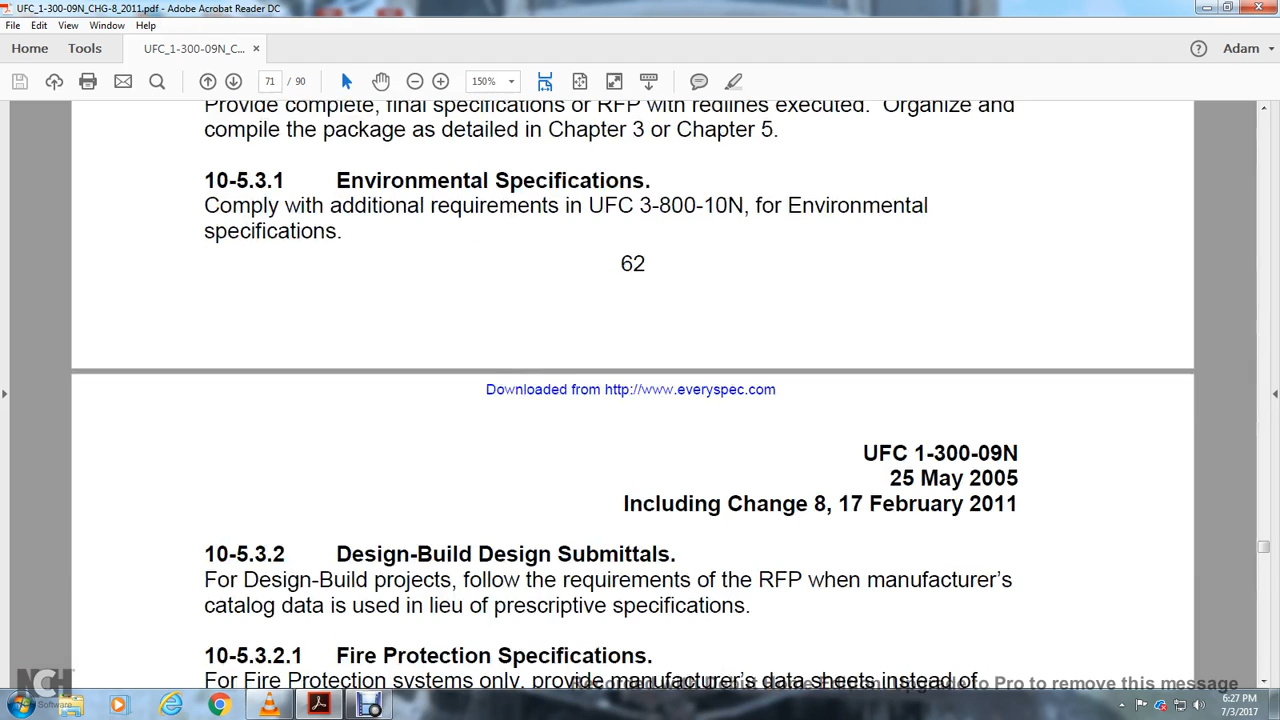 UFC_1-300-09N_CHG-8_2011.pdf - Adobe Acrobat Reader DC
File Edit View Window Help
Home Tools UFC_1-300-09N_C... × Adam
71 / 90 150%
Provide complete, final specifications or RFP with redlines executed. Organize and
compile the package as detailed in Chapter 3 or Chapter 5.
10-5.3.1 Environmental Specifications.
Comply with additional requirements in UFC 3-800-10N, for Environmental
specifications.
62
Downloaded from http://www.everyspec.com
UFC 1-300-09N
25 May 2005
Including Change 8, 17 February 2011
10-5.3.2 Design-Build Design Submittals.
For Design-Build projects, follow the requirements of the RFP when manufacturer's
catalog data is used in lieu of prescriptive specifications.
10-5.3.2.1 Fire Protection Specifications.
For Fire Protection systems only, provide manufacturer's data sheets instead of
to Pro to remove this message
NCH Software
6:27 PM
7/3/2017